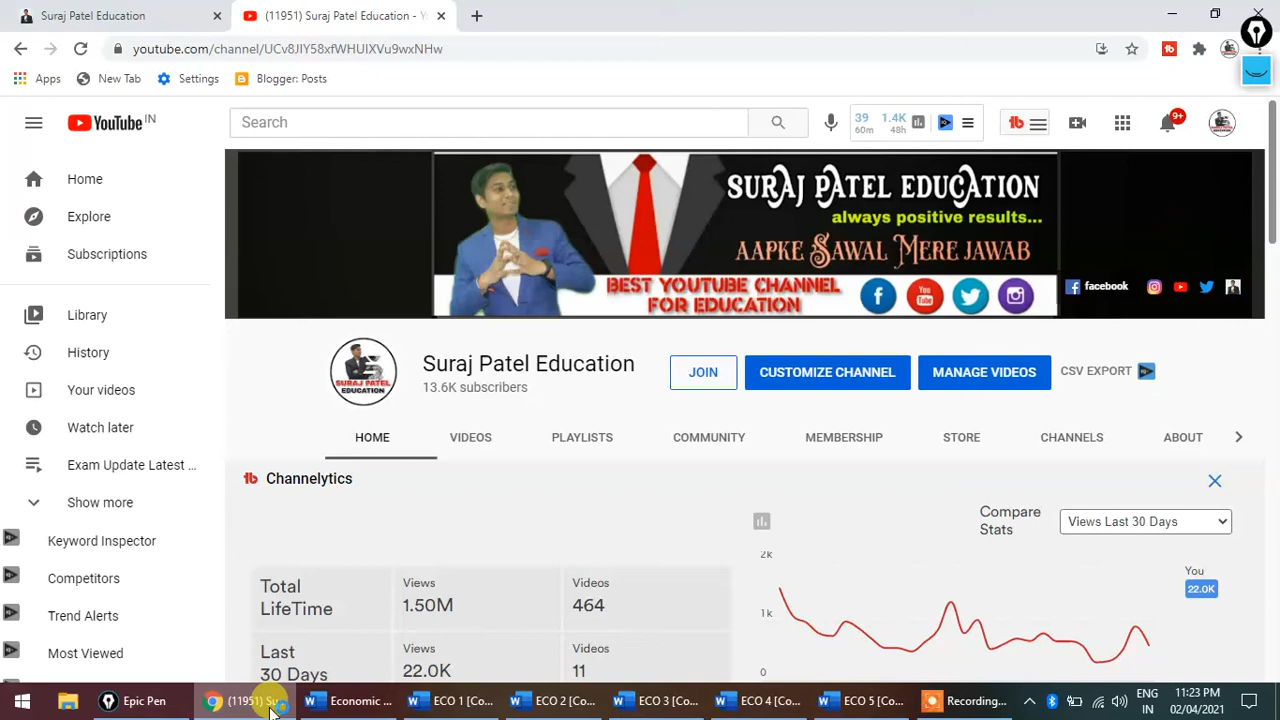 Suray Patel Education
(11951) Suraj Patel Education - Y
youtube.com/channel/UCv8JIY58xfWHUIXVu9wxNHw
Apps New Tab Settings Blogger: Posts
YouTube IN
Search
39 60m 1.4K 48h
9+
Home
Explore
Subscriptions
Library
History
Your videos
Watch later
Exam Update Latest ...
Show more
Keyword Inspector
Competitors
Trend Alerts
Most Viewed
SURAJ PATEL EDUCATION
always positive results...
AAPKE SAWAL MERE JAWAB
BEST YOUTUBE CHANNEL
FOR EDUCATION
You Tube
facebook
SURAJ PATEL
EDUCATION
Suraj Patel Education
13.6K subscribers
JOIN CUSTOMIZE CHANNEL MANAGE VIDEOS CSV EXPORT
HOME VIDEOS PLAYLISTS COMMUNITY MEMBERSHIP STORE CHANNELS ABOUT
tb Channelytics
Compare
Stats
Views Last 30 Days
Total
LifeTime
Views
1.50M
Videos
464
Last
30 Days
Views
22.0K
Videos
11
2k
1k
0
You
22.0K
Epic Pen (11951) Su Economic ... ECO 1 [Co... ECO 2 [Co... ECO 3 [Co... ECO 4 [Co... ECO 5 [Co... Recording...
ENG
IN
11:23 PM
02/04/2021